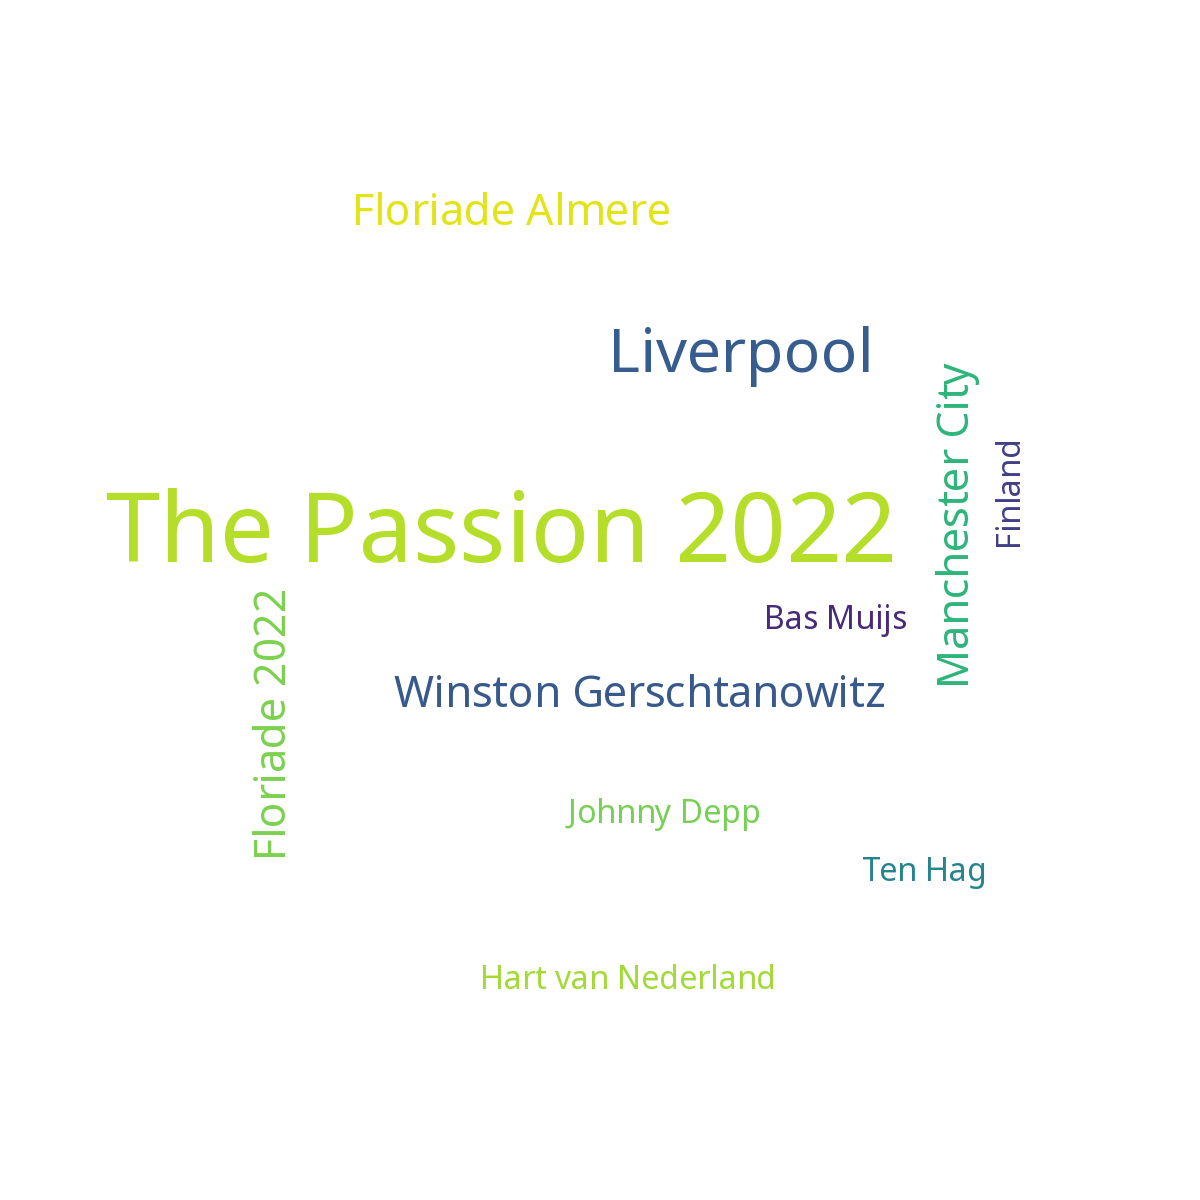 Floriade Almere
Liverpool
Manchester City
Finland
The Passion 2022
Floriade 2022
Bas Muijs
Winston Gerschtanowitz
Johnny Depp
Ten Hag
Hart van Nederland